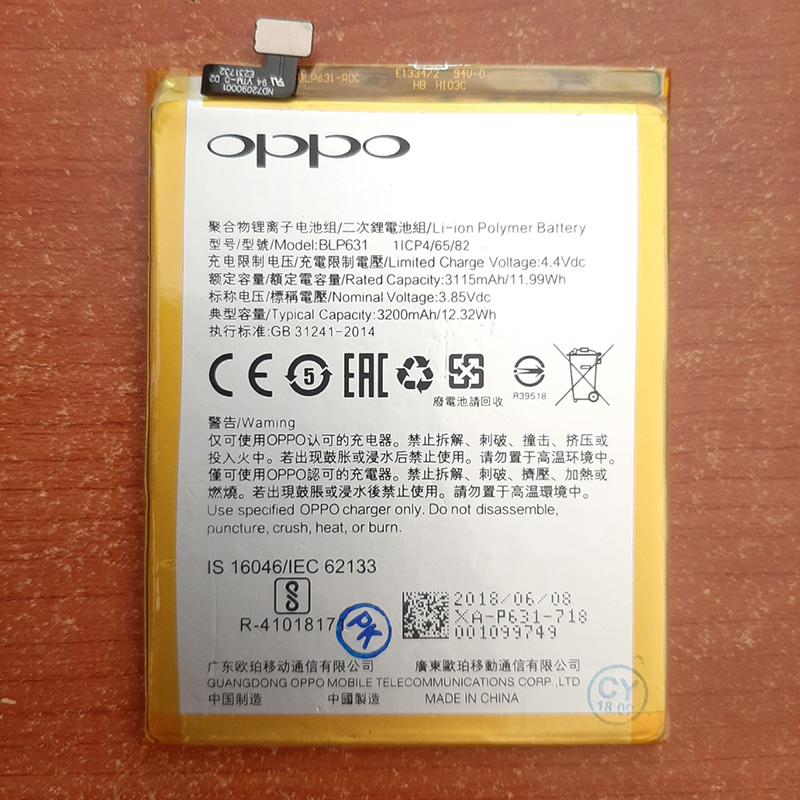 ND72090001
94 VTM-0 D2
E231732
BLP631-ROC
E133472 94V-0
HB H103C
oppo
聚合物锂离子电池组/二次鋰電池組/Li-ion Polymer Battery
型号/型號/Model:BLP631 1ICP4/65/82
充电限制电压/充電限制電壓/Limited Charge Voltage:4.4Vdc
额定容量/額定電容量/Rated Capacity:3115mAh/11.99Wh
标称电压/標稱電壓/Nominal Voltage:3.85Vdc
典型容量/Typical Capacity:3200mAh/12.32Wh
执行标准:GB 31241-2014
CE 5 EAC
廢電池請回收
R39518
警告/Warning
仅可使用OPPO认可的充电器。禁止拆解、刺破、撞击、挤压或
投入火中。若出现鼓胀或浸水后禁止使用。请勿置于高温环境中。
僅可使用OPPO認可的充電器。禁止拆解、刺破、擠壓、加熱或
燃燒。若出現鼓脹或浸水後禁止使用。請勿置于高溫環境中。
Use specified OPPO charger only. Do not disassemble,
puncture, crush, heat, or burn.
IS 16046/IEC 62133
R-41018171
PK
2018/06/08
XA-P631-718
001099749
广东欧珀移动通信有限公司 廣東歐珀移動通信有限公司
GUANGDONG OPPO MOBILE TELECOMMUNICATIONS CORP.,LTD
中国制造 中國製造 MADE IN CHINA
CY
18 09